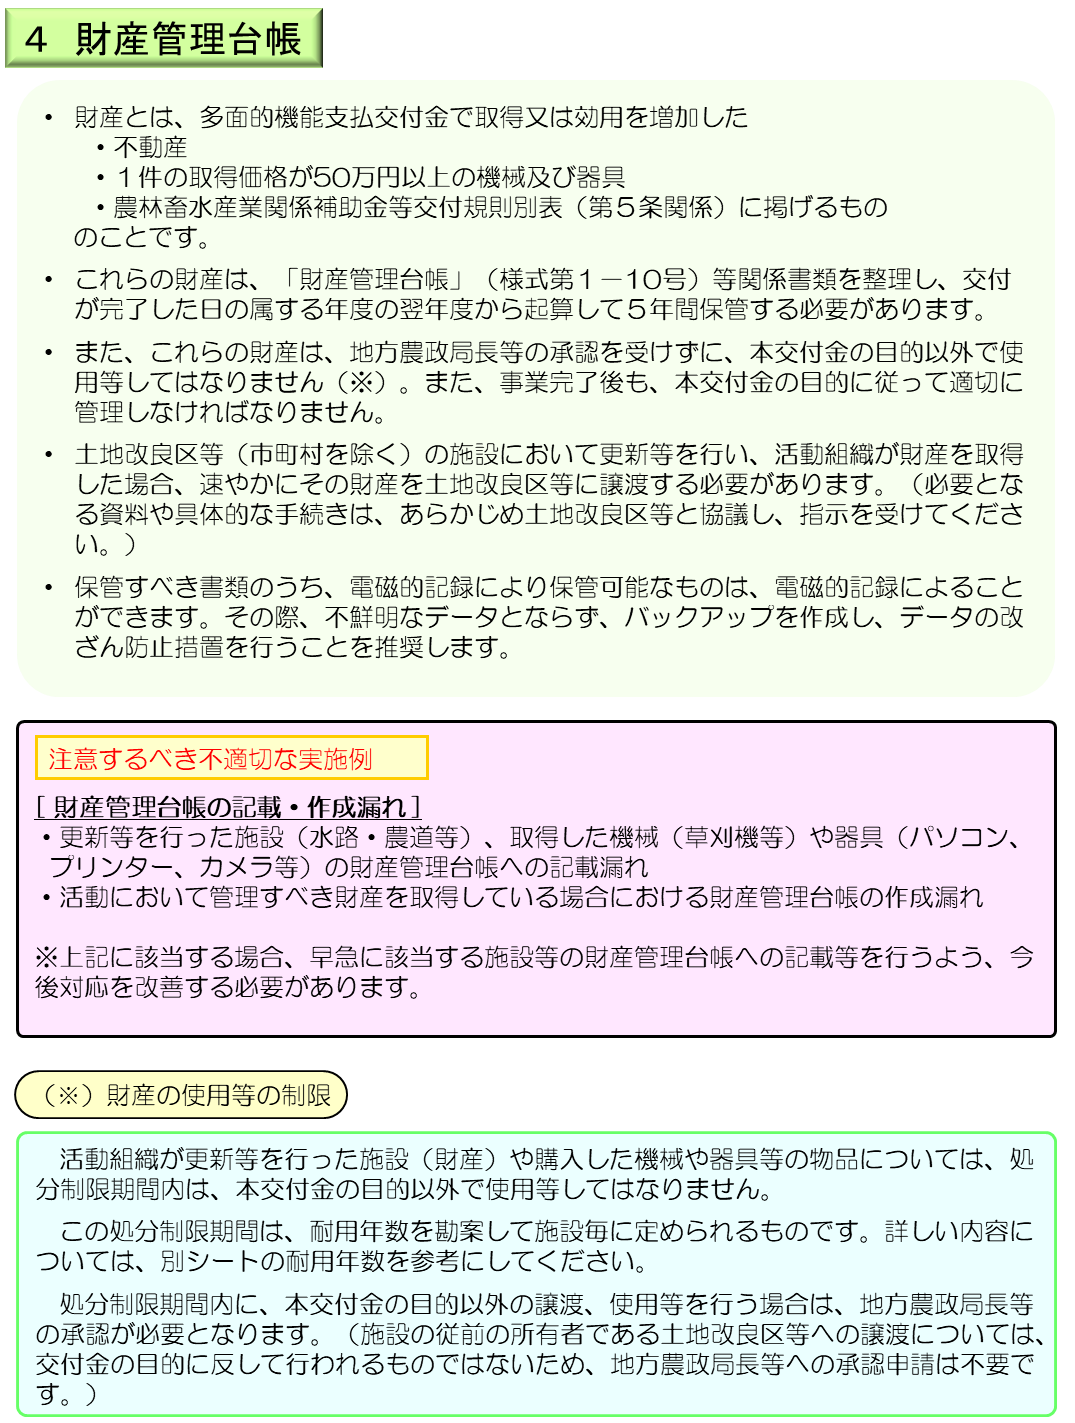 4 財産管理台帳
・ 財産とは、多面的機能支払交付金で取得又は効用を増加した
・不動産
・１件の取得価格が50万円以上の機械及び器具
・農林畜水産業関係補助金等交付規則別表（第５条関係）に掲げるもの
のことです。
・ これらの財産は、「財産管理台帳」（様式第１－10号）等関係書類を整理し、交付
が完了した日の属する年度の翌年度から起算して５年間保管する必要があります。
・ また、これらの財産は、地方農政局長等の承認を受けずに、本交付金の目的以外で使
用等してはなりません（※）。また、事業完了後も、本交付金の目的に従って適切に
管理しなければなりません。
・ 土地改良区等（市町村を除く）の施設において更新等を行い、活動組織が財産を取得
した場合、速やかにその財産を土地改良区等に譲渡する必要があります。（必要とな
る資料や具体的な手続きは、あらかじめ土地改良区等と協議し、指示を受けてくださ
い。）
・ 保管すべき書類のうち、電磁的記録により保管可能なものは、電磁的記録によること
ができます。その際、不鮮明なデータとならず、バックアップを作成し、データの改
ざん防止措置を行うことを推奨します。
注意するべき不適切な実施例
[ 財産管理台帳の記載・作成漏れ ]
・更新等を行った施設（水路・農道等）、取得した機械（草刈機等）や器具（パソコン、
プリンター、カメラ等）の財産管理台帳への記載漏れ
・活動において管理すべき財産を取得している場合における財産管理台帳の作成漏れ
※上記に該当する場合、早急に該当する施設等の財産管理台帳への記載等を行うよう、今
後対応を改善する必要があります。
（※）財産の使用等の制限
活動組織が更新等を行った施設（財産）や購入した機械や器具等の物品については、処
分制限期間内は、本交付金の目的以外で使用等してはなりません。
この処分制限期間は、耐用年数を勘案して施設毎に定められるものです。詳しい内容に
ついては、別シートの耐用年数を参考にしてください。
処分制限期間内に、本交付金の目的以外の譲渡、使用等を行う場合は、地方農政局長等
の承認が必要となります。（施設の従前の所有者である土地改良区等への譲渡については、
交付金の目的に反して行われるものではないため、地方農政局長等への承認申請は不要で
す。）